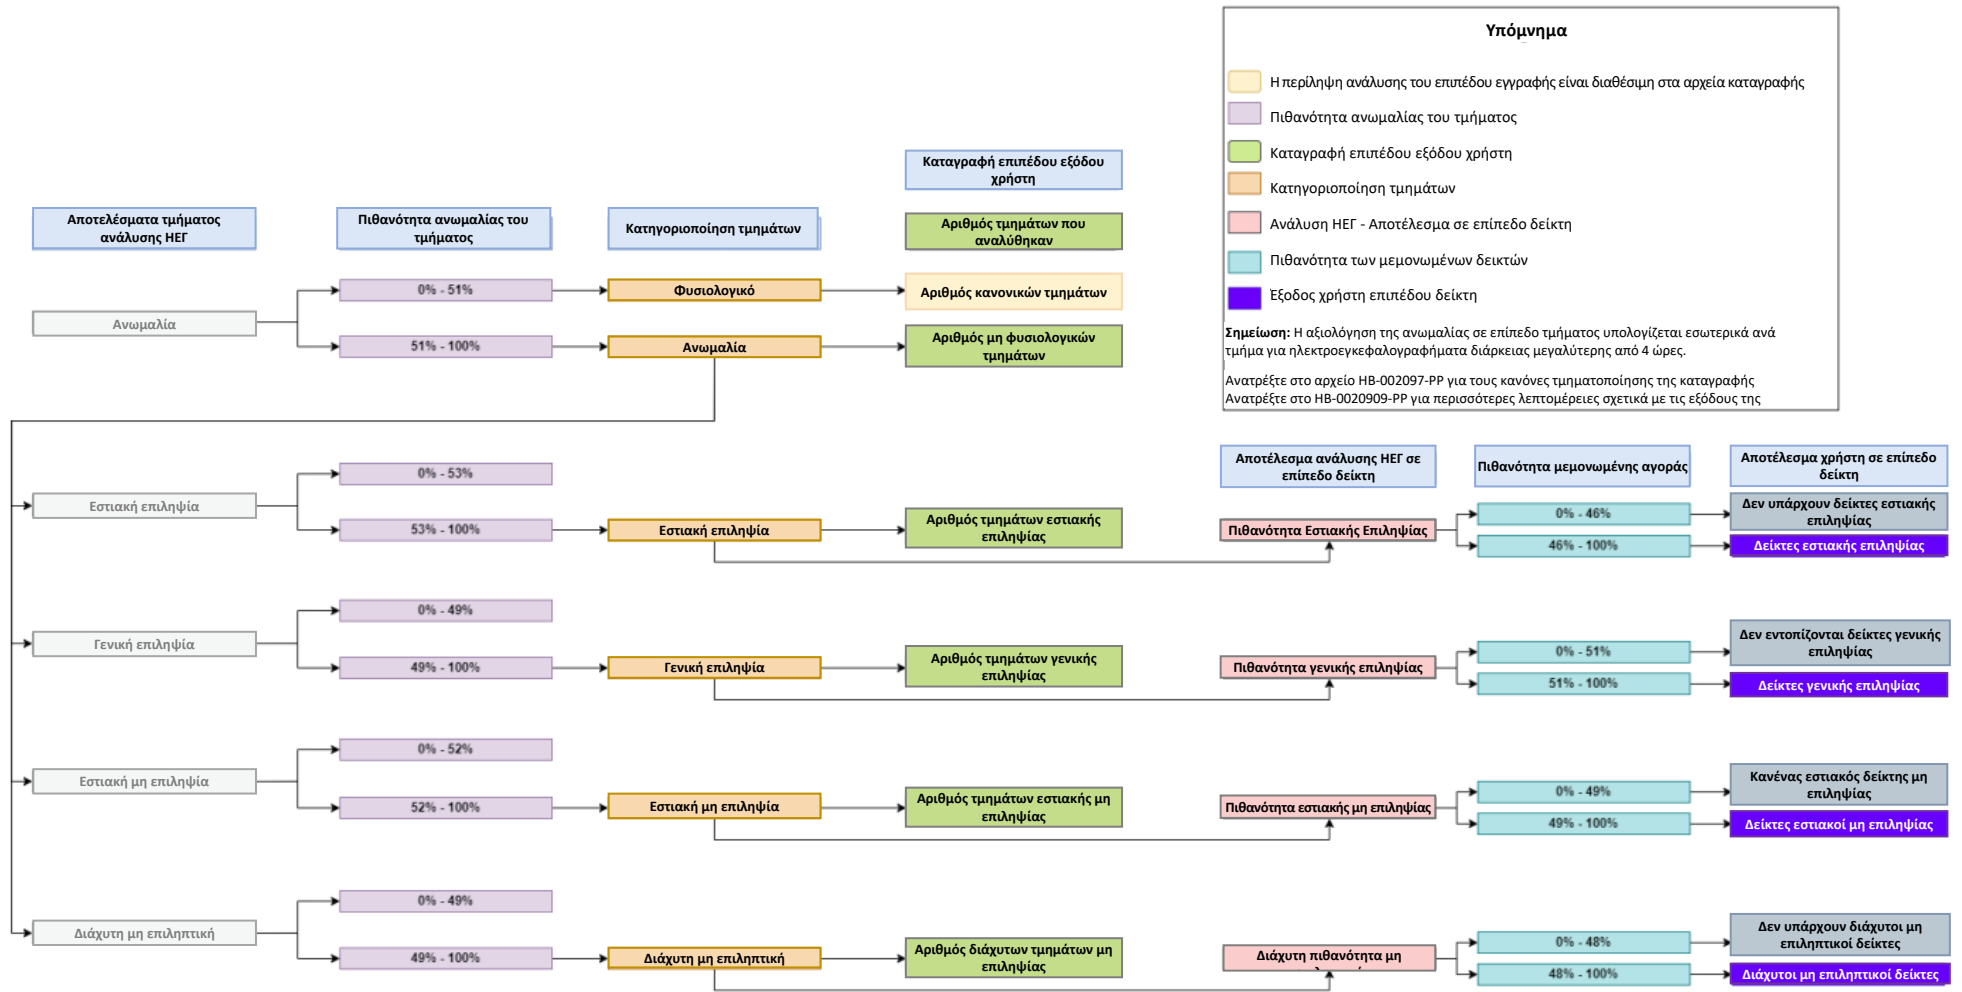 Υπόμνημα
Η περίληψη ανάλυσης του επιπέδου εγγραφής είναι διαθέσιμη στα αρχεία καταγραφής
Πιθανότητα ανωμαλίας του τμήματος
Καταγραφή επιπέδου εξόδου χρήστη
Κατηγοριοποίηση τμημάτων
Ανάλυση ΗΕΓ - Αποτέλεσμα σε επίπεδο δείκτη
Πιθανότητα των μεμονωμένων δεικτών
Έξοδος χρήστη επιπέδου δείκτη
Σημείωση: Η αξιολόγηση της ανωμαλίας σε επίπεδο τμήματος υπολογίζεται εσωτερικά ανά
τμήμα για ηλεκτροεγκεφαλογραφήματα διάρκειας μεγαλύτερης από 4 ώρες.
Ανατρέξτε στο αρχείο HB-002097-PP για τους κανόνες τμηματοποίησης της καταγραφής
Ανατρέξτε στο HB-0020909-PP για περισσότερες λεπτομέρειες σχετικά με τις εξόδους της
Αποτελέσματα τμήματος
ανάλυσης ΗΕΓ
Πιθανότητα ανωμαλίας του
τμήματος
Κατηγοριοποίηση τμημάτων
Καταγραφή επιπέδου εξόδου
χρήστη
Αριθμός τμημάτων που
αναλύθηκαν
Ανωμαλία
0% - 51%
Φυσιολογικό
Αριθμός κανονικών τμημάτων
51% - 100%
Ανωμαλία
Αριθμός μη φυσιολογικών
τμημάτων
Αποτέλεσμα ανάλυσης ΗΕΓ σε
επίπεδο δείκτη
Πιθανότητα μεμονωμένης αγοράς
Αποτέλεσμα χρήστη σε επίπεδο
δείκτη
Εστιακή επιληψία
0% - 53%
53% - 100%
Εστιακή επιληψία
Αριθμός τμημάτων εστιακής
επιληψίας
Πιθανότητα Εστιακής Επιληψίας
0% - 46%
Δεν υπάρχουν δείκτες εστιακής
επιληψίας
46% - 100%
Δείκτες εστιακής επιληψίας
Γενική επιληψία
0% - 49%
49% - 100%
Γενική επιληψία
Αριθμός τμημάτων γενικής
επιληψίας
Πιθανότητα γενικής επιληψίας
0% - 51%
Δεν εντοπίζονται δείκτες γενικής
επιληψίας
51% - 100%
Δείκτες γενικής επιληψίας
Εστιακή μη επιληψία
0% - 52%
52% - 100%
Εστιακή μη επιληψία
Αριθμός τμημάτων εστιακής μη
επιληψίας
Πιθανότητα εστιακής μη επιληψίας
0% - 49%
Κανένας εστιακός δείκτης μη
επιληψίας
49% - 100%
Δείκτες εστιακοί μη επιληψίας
Διάχυτη μη επιληπτική
0% - 49%
49% - 100%
Διάχυτη μη επιληπτική
Αριθμός διάχυτων τμημάτων μη
επιληψίας
Διάχυτη πιθανότητα μη
0% - 48%
Δεν υπάρχουν διάχυτοι μη
επιληπτικοί δείκτες
48% - 100%
Διάχυτοι μη επιληπτικοί δείκτες